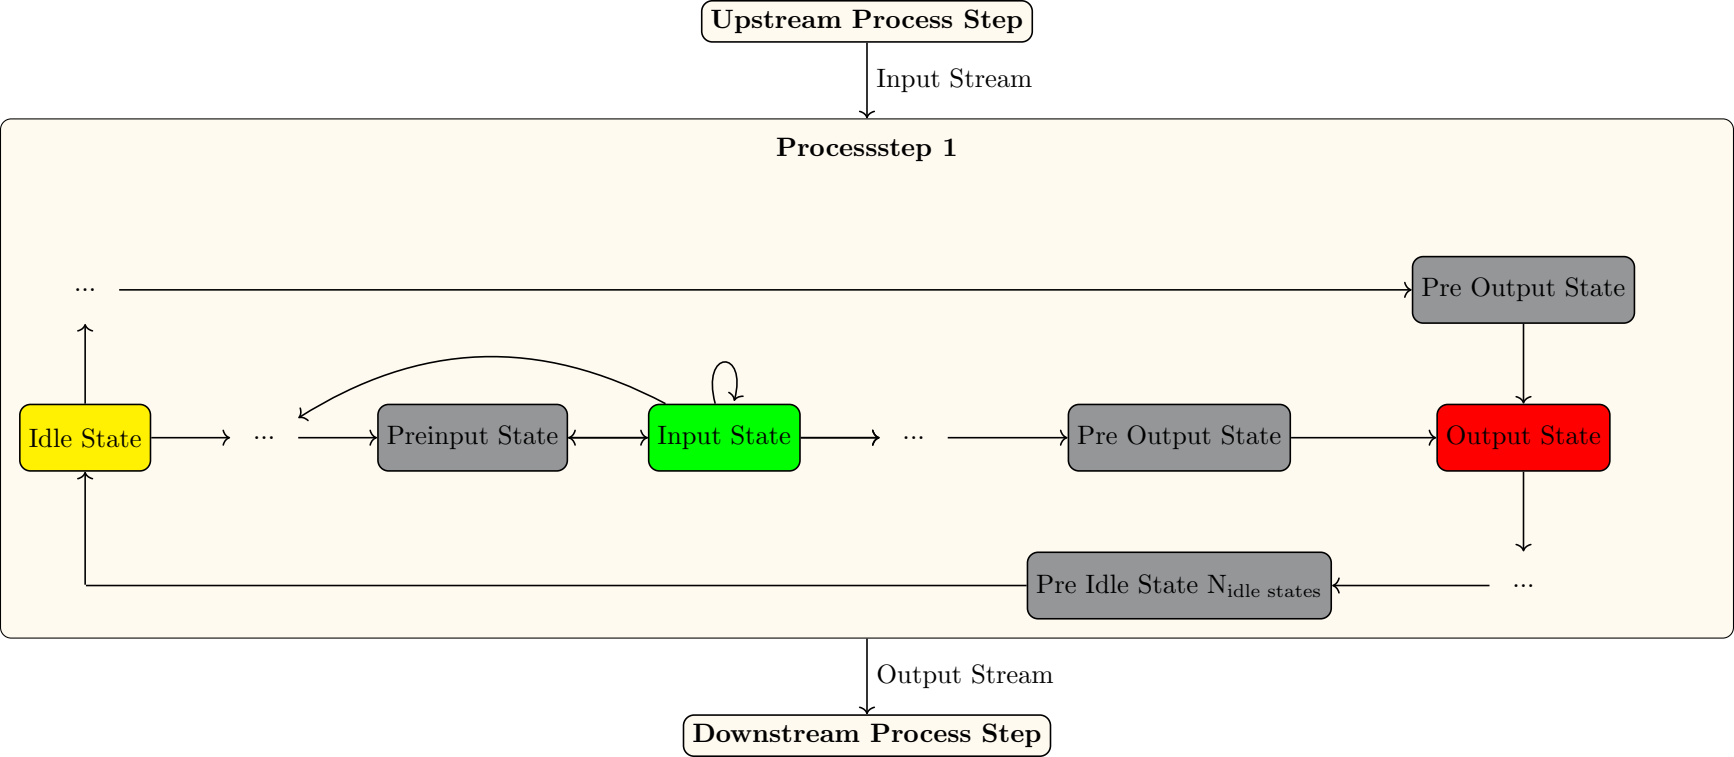 Upstream Process Step
Input Stream
Processstep 1
...
Pre Output State
Idle State
...
Preinput State
Input State
...
Pre Output State
Output State
Pre Idle State N_idle states
...
Output Stream
Downstream Process Step